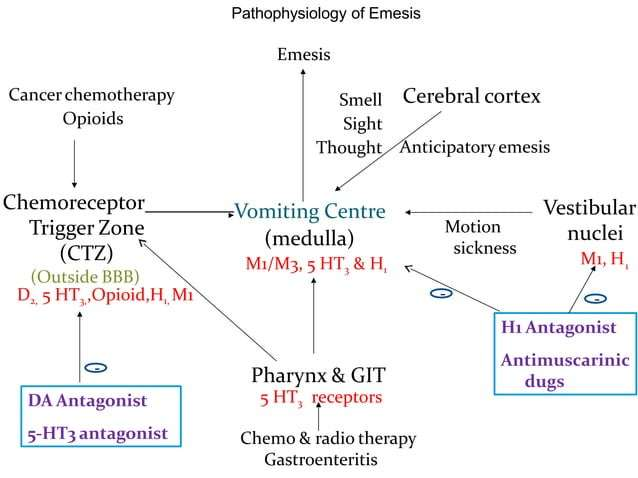 Pathophysiology of Emesis
Emesis
Cancer chemotherapy
Opioids
Smell
Sight
Thought
Cerebral cortex
Anticipatory emesis
Chemoreceptor
Trigger Zone
(CTZ)
(Outside BBB)
D2, 5 HT3,,Opioid,H1, M1
Vomiting Centre
(medulla)
M1/M3, 5 HT3 & H1
Motion
sickness
Vestibular
nuclei
M1, H1
-
-
-
H1 Antagonist
Antimuscarinic
dugs
DA Antagonist
5-HT3 antagonist
Pharynx & GIT
5 HT3 receptors
Chemo & radio therapy
Gastroenteritis